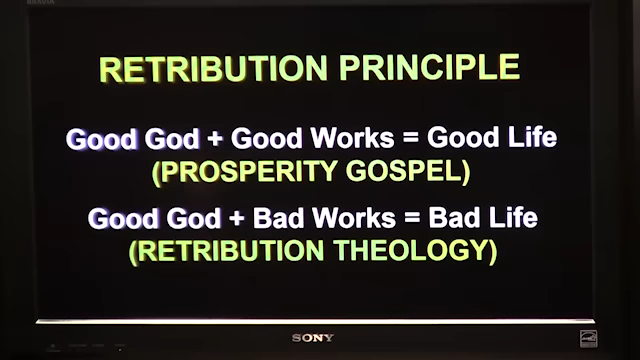 BRAVIA
RETRIBUTION PRINCIPLE
Good God + Good Works = Good Life
(PROSPERITY GOSPEL)
Good God + Bad Works = Bad Life
(RETRIBUTION THEOLOGY)
SONY